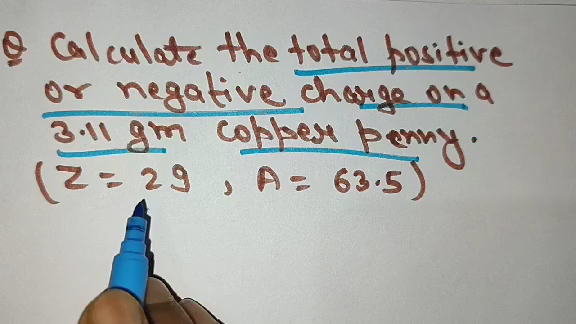 Q Calculate the total positive
or negative charge on a
3.11 gm copper penny.
(Z = 29, A = 63.5)